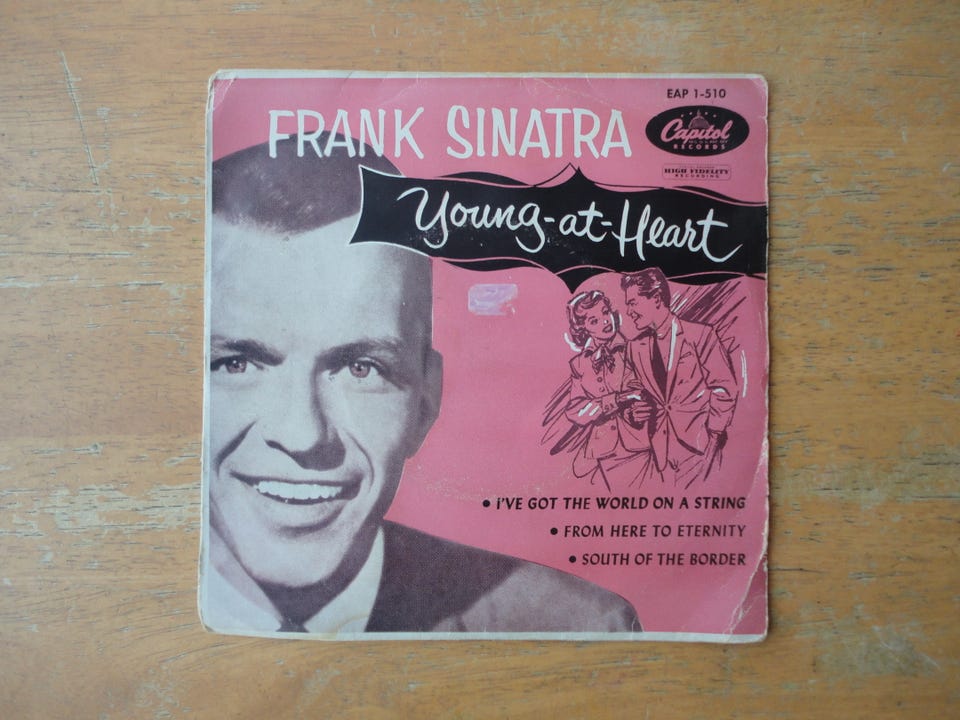 EAP 1-510
FRANK SINATRA
Capitol
RECORDS
HIGH FIDELITY
RECORDING
Young-at-Heart
• I'VE GOT THE WORLD ON A STRING
• FROM HERE TO ETERNITY
• SOUTH OF THE BORDER